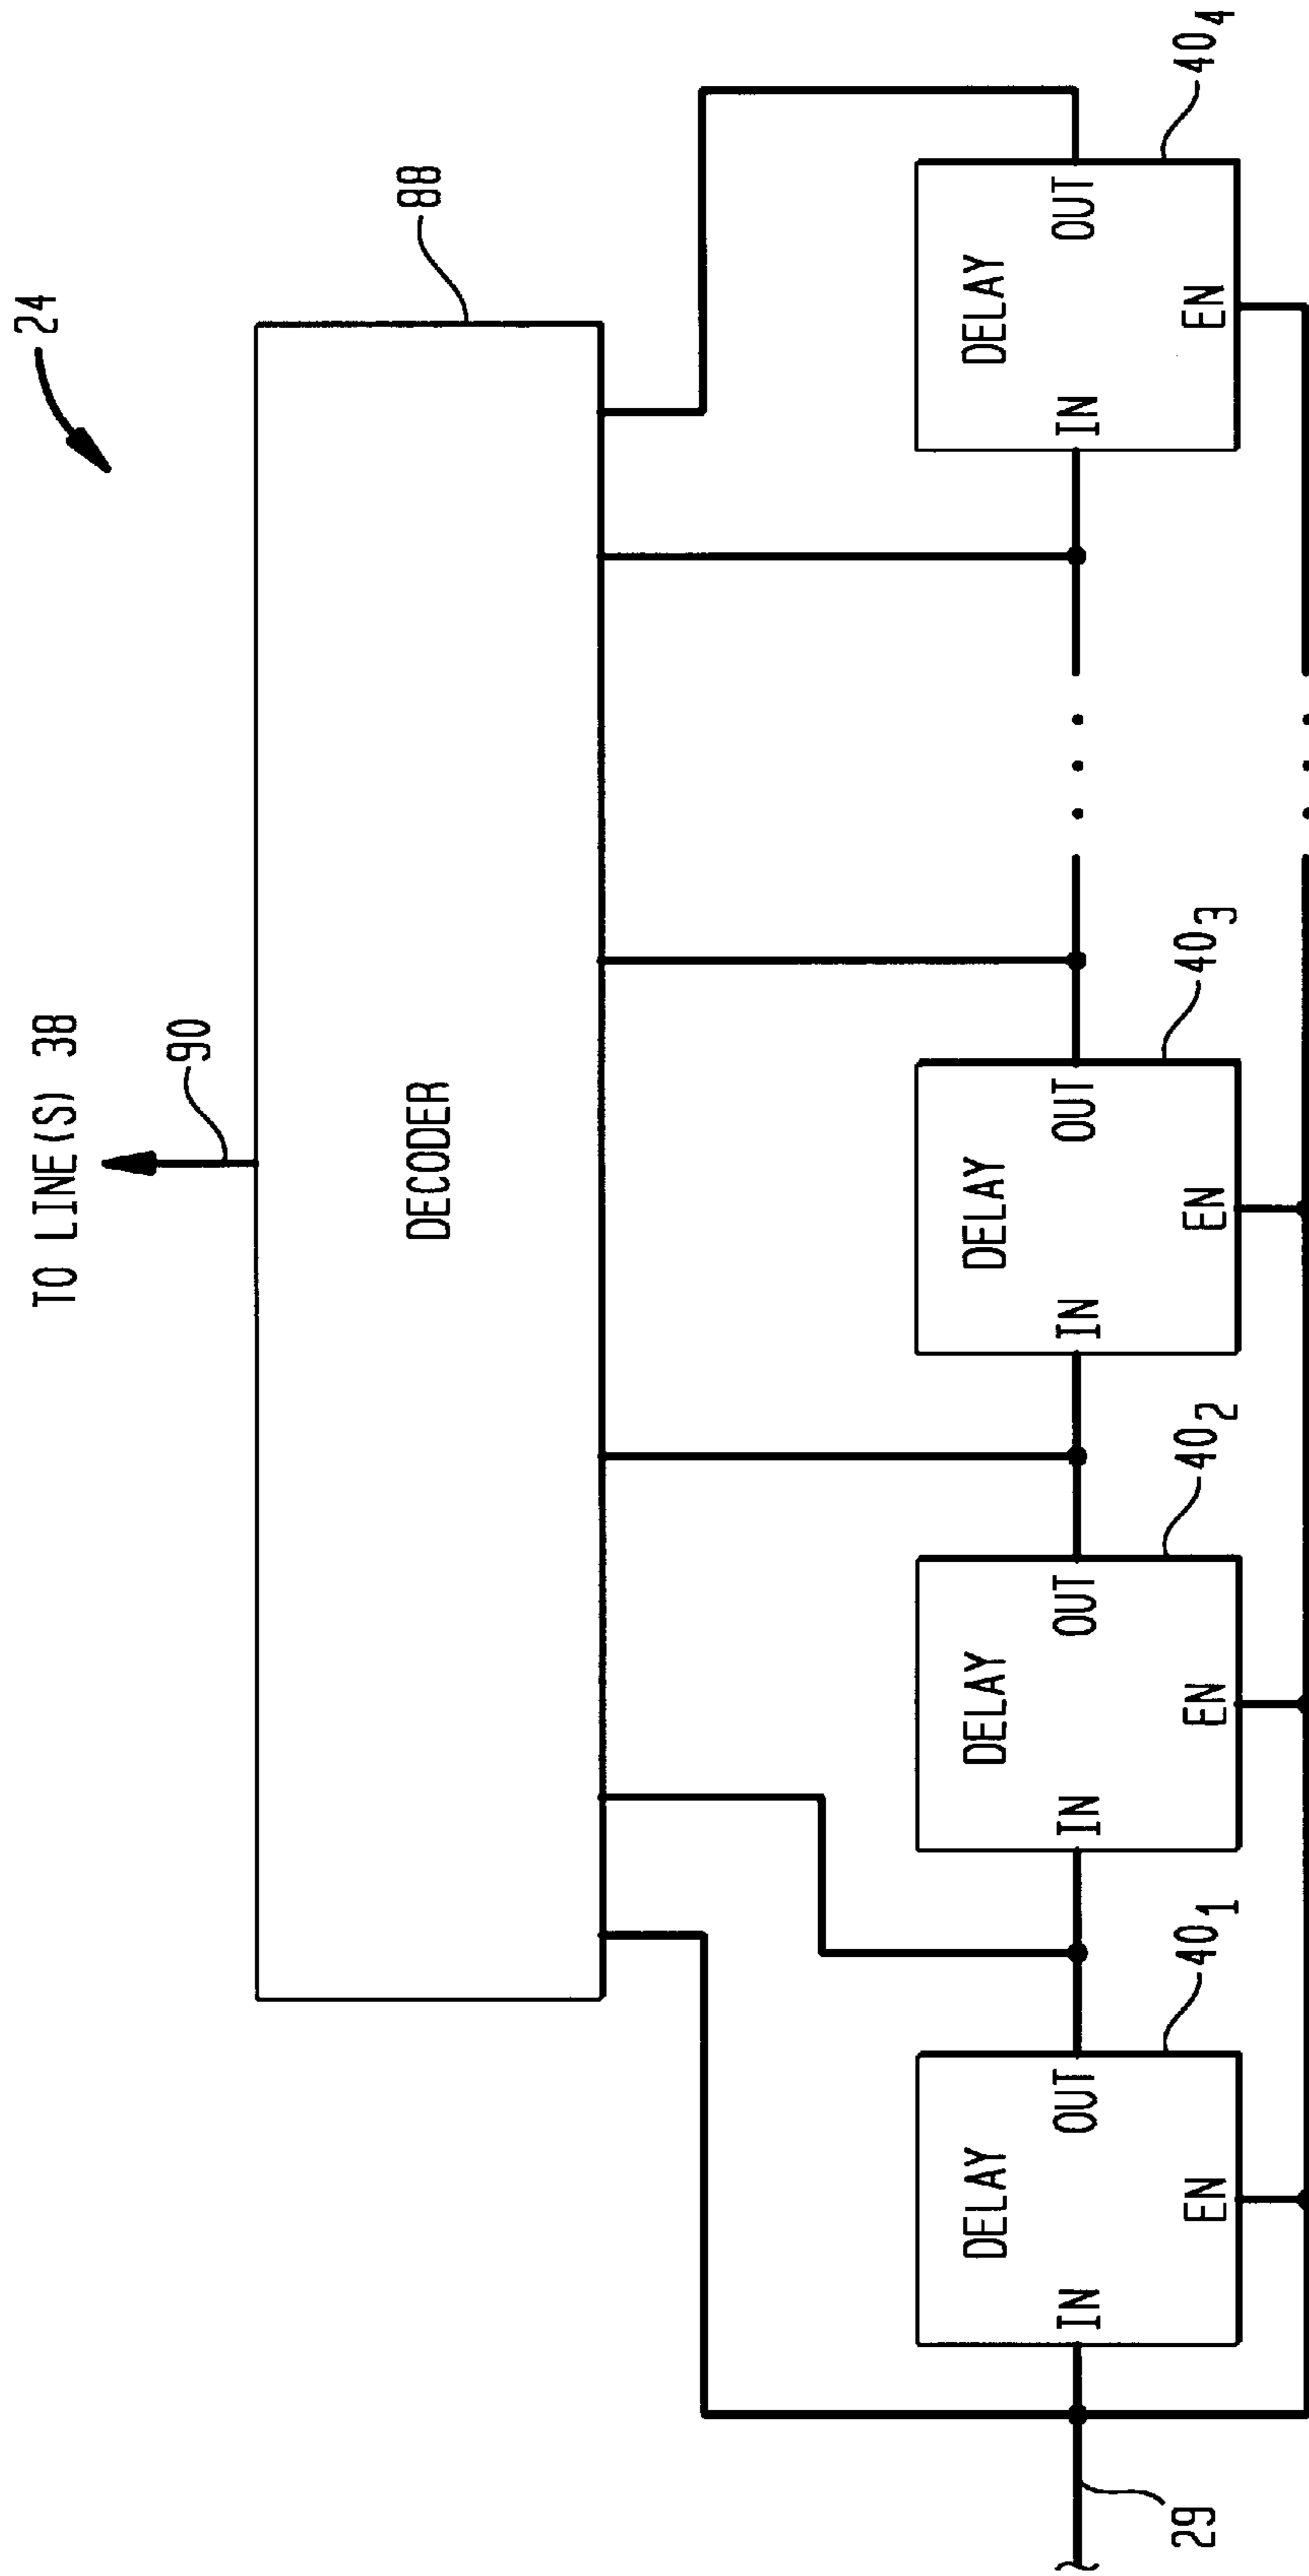 24
TO LINE(S) 38
90
88
DECODER
DELAY
IN
OUT
EN
40₁
DELAY
IN
OUT
EN
40₂
DELAY
IN
OUT
EN
40₃
. . .
DELAY
IN
OUT
EN
40₄
. . .
29